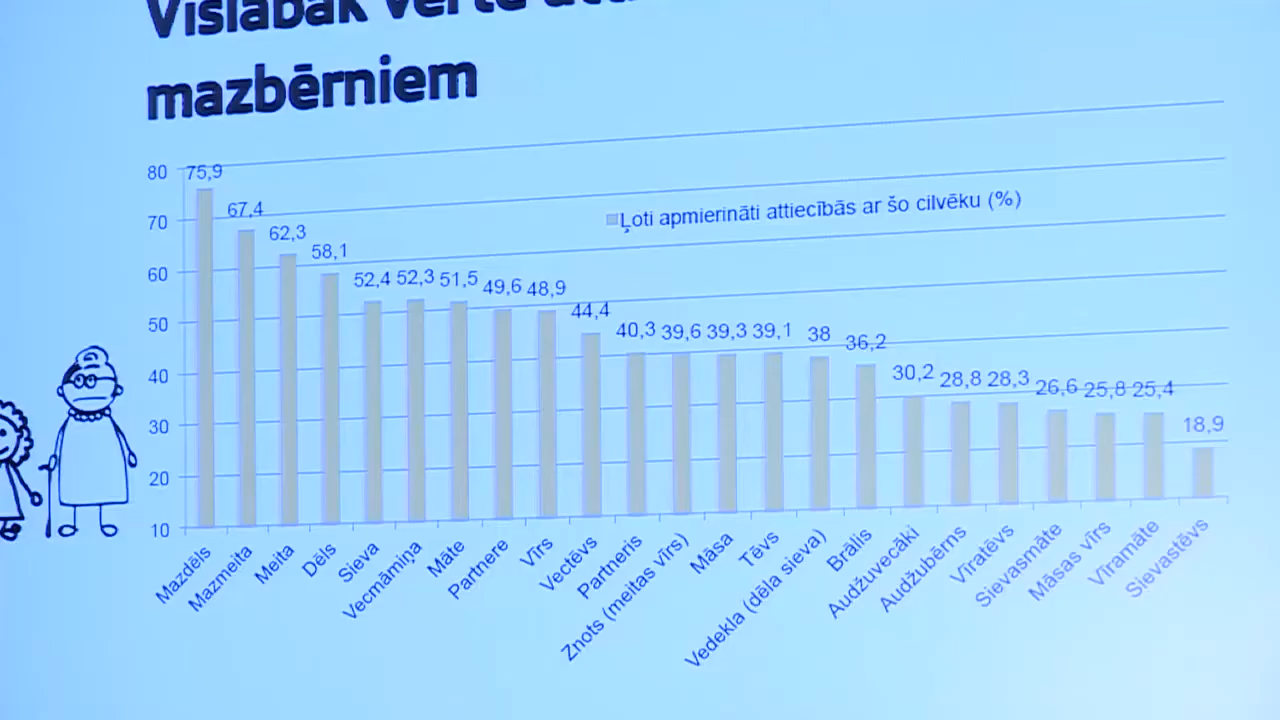 Vislabāk vērtē
mazbērniem
80
70
60
50
40
30
20
10
Ļoti apmierināti attiecībās ar šo cilvēku (%)
75,9
67,4
62,3
58,1
52,4
52,3
51,5
49,6
48,9
44,4
40,3
39,6
39,3
39,1
38
36,2
30,2
28,8
28,3
26,6
25,8
25,4
18,9
Mazdēls
Mazmeita
Meita
Dēls
Sieva
Vecmāmiņa
Māte
Partnere
Vīrs
Vectēvs
Partneris
Znots (meitas vīrs)
Māsa
Tēvs
Vedekla (dēla sieva)
Brālis
Audžuvecāki
Audžubērns
Vīratēvs
Sievasmāte
Māsas vīrs
Vīramāte
Sievastēvs